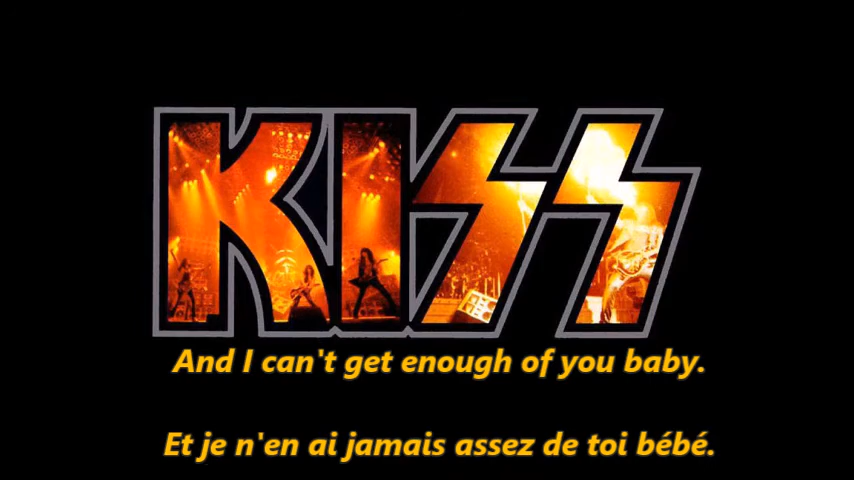 KISS
And I can't get enough of you baby.
Et je n'en ai jamais assez de toi bébé.